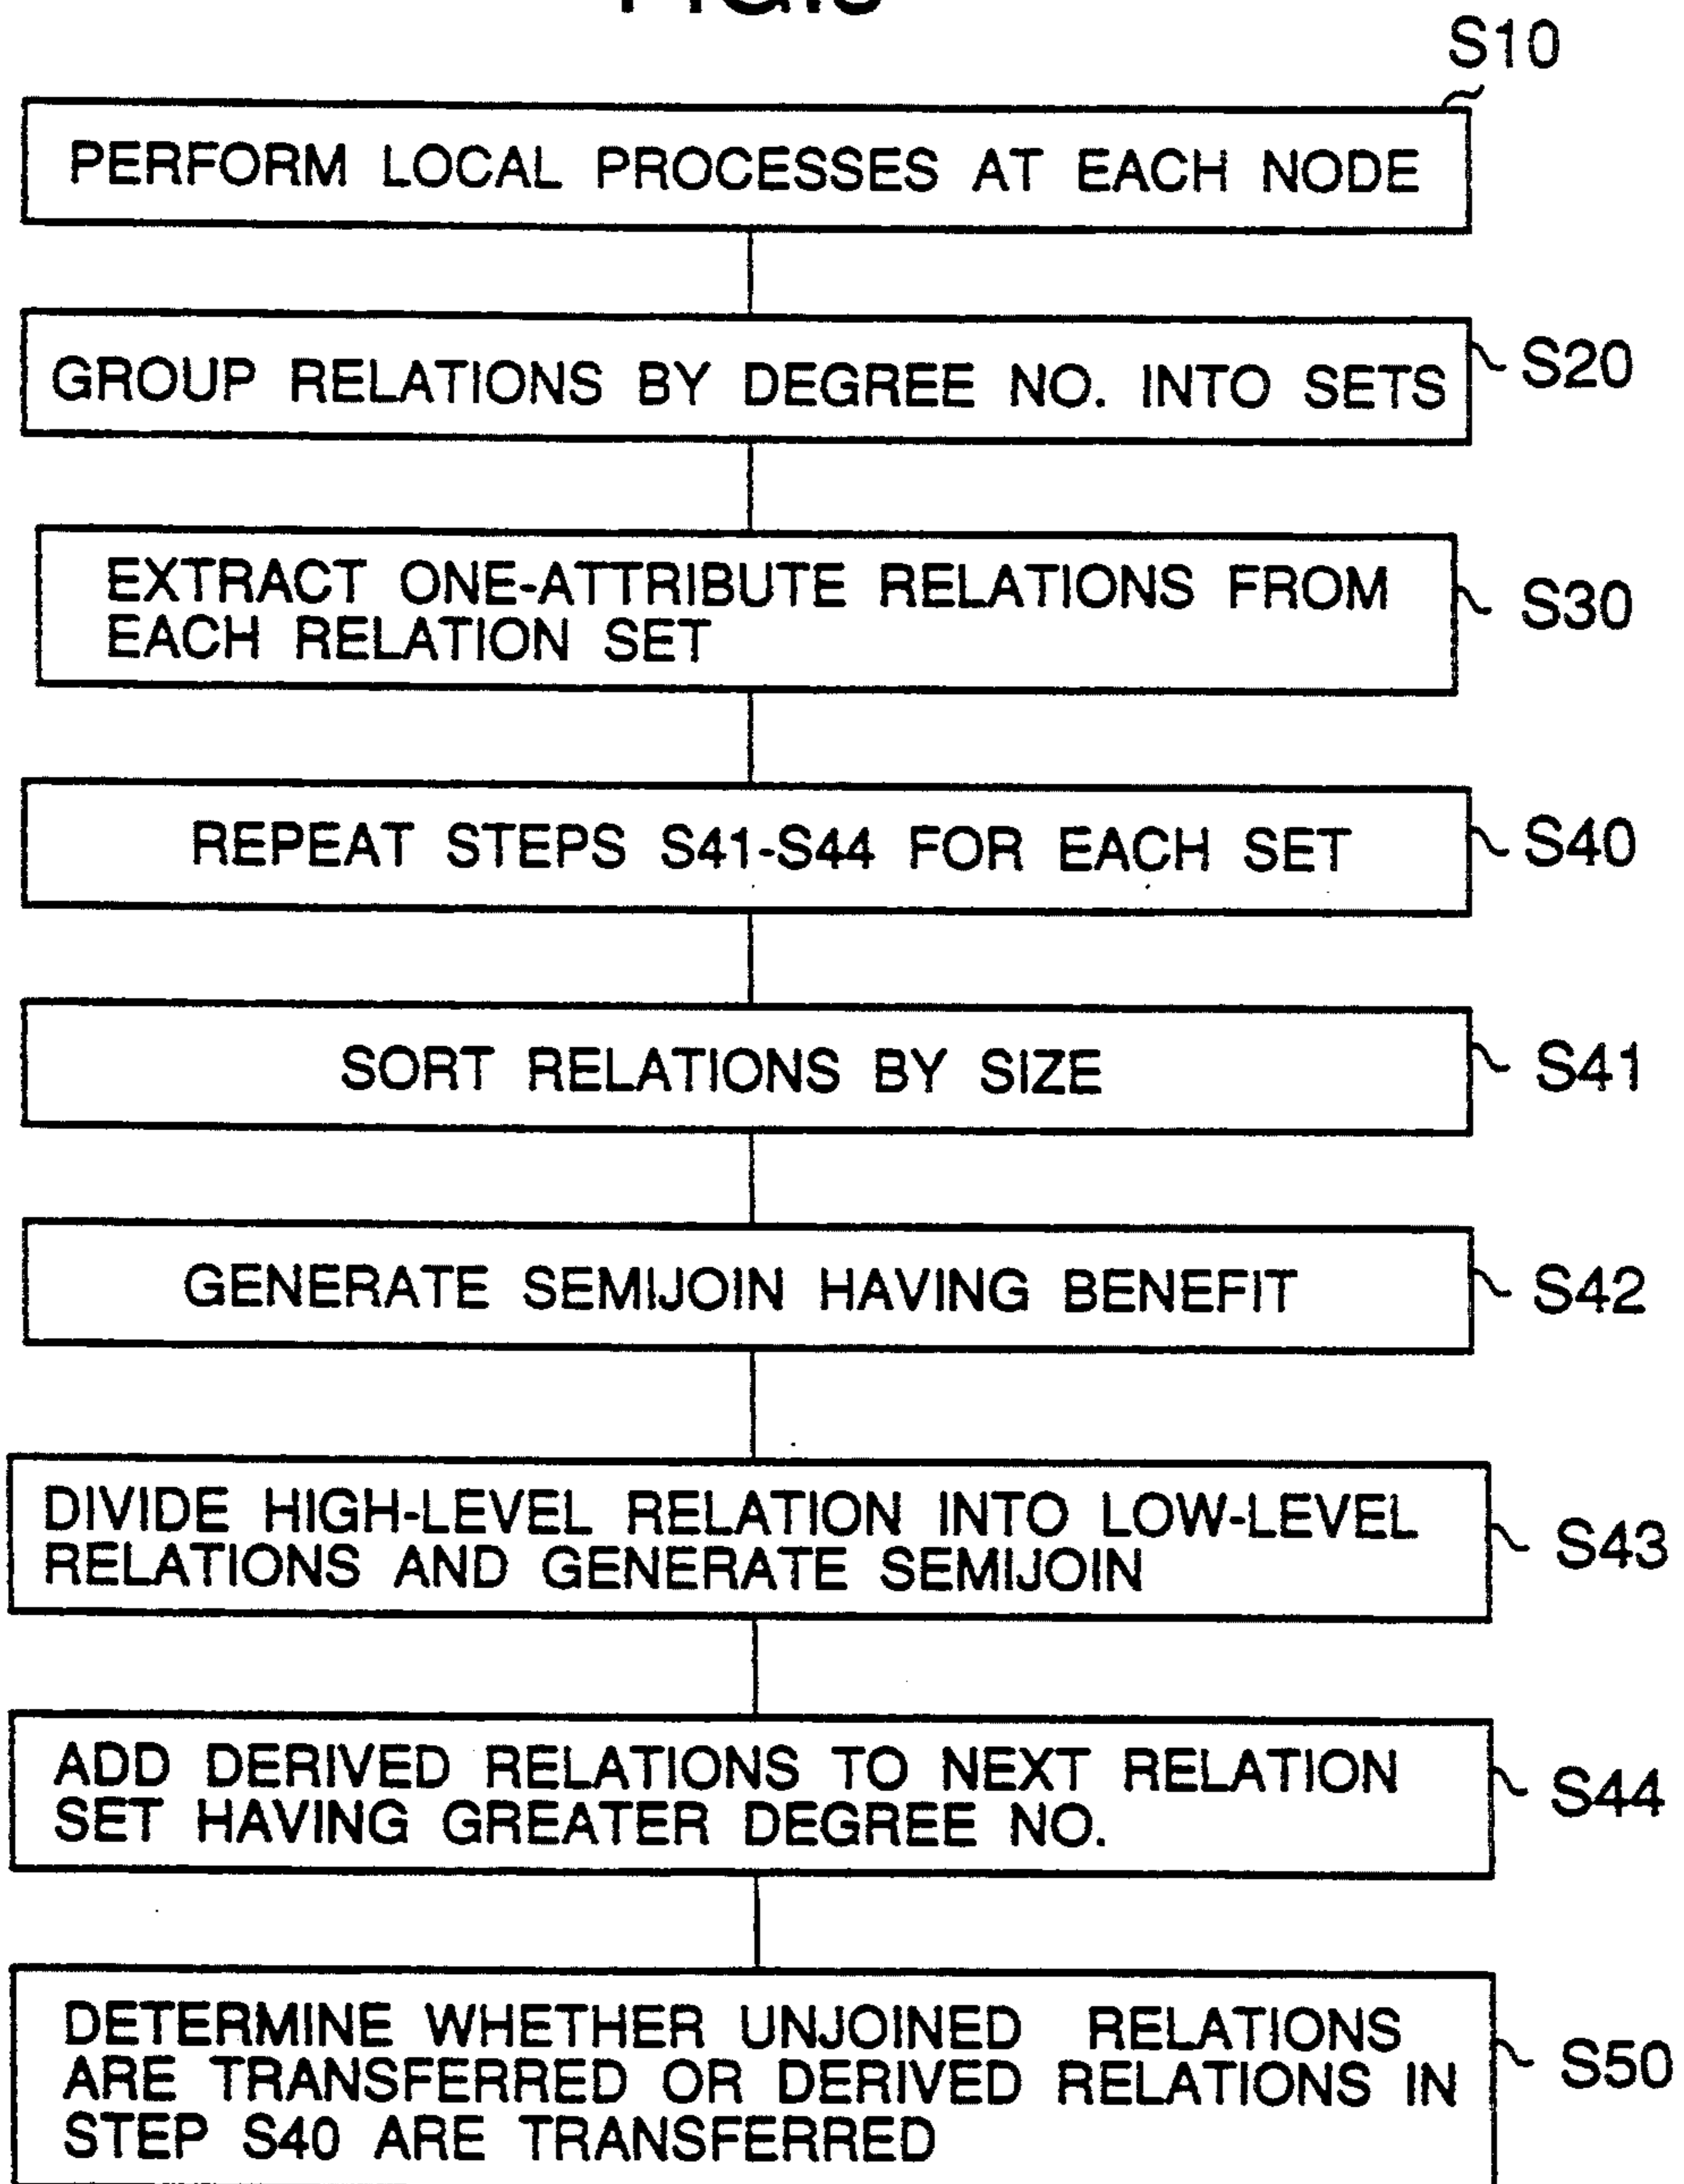 S10
PERFORM LOCAL PROCESSES AT EACH NODE
GROUP RELATIONS BY DEGREE NO. INTO SETS
S20
EXTRACT ONE-ATTRIBUTE RELATIONS FROM
EACH RELATION SET
S30
REPEAT STEPS S41-S44 FOR EACH SET
S40
SORT RELATIONS BY SIZE
S41
GENERATE SEMIJOIN HAVING BENEFIT
S42
DIVIDE HIGH-LEVEL RELATION INTO LOW-LEVEL
RELATIONS AND GENERATE SEMIJOIN
S43
ADD DERIVED RELATIONS TO NEXT RELATION
SET HAVING GREATER DEGREE NO.
S44
DETERMINE WHETHER UNJOINED RELATIONS
ARE TRANSFERRED OR DERIVED RELATIONS IN
STEP S40 ARE TRANSFERRED
S50